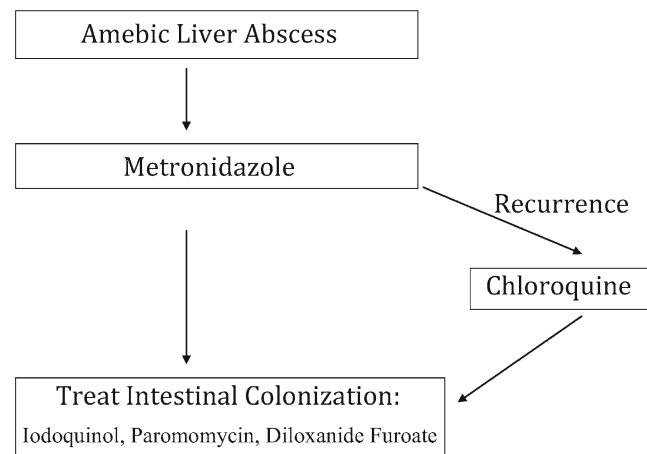 Amebic Liver Abscess
Metronidazole
Recurrence
Chloroquine
Treat Intestinal Colonization:
Iodoquinol, Paromomycin, Diloxanide Furoate